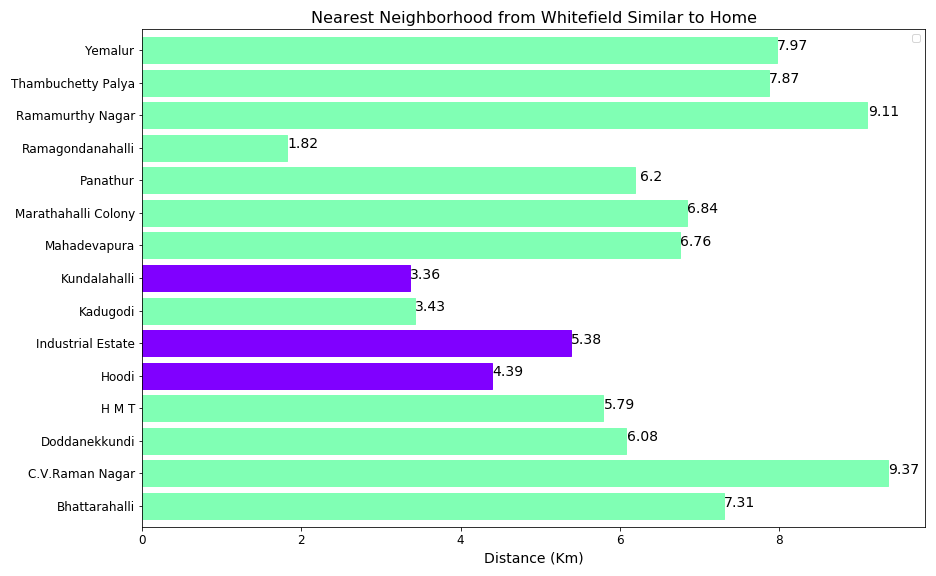 Nearest Neighborhood from Whitefield Similar to Home
Yemalur 7.97
Thambuchetty Palya 7.87
Ramamurthy Nagar 9.11
Ramagondanahalli 1.82
Panathur 6.2
Marathahalli Colony 6.84
Mahadevapura 6.76
Kundalahalli 3.36
Kadugodi 3.43
Industrial Estate 5.38
Hoodi 4.39
H M T 5.79
Doddanekkundi 6.08
C.V.Raman Nagar 9.37
Bhattarahalli 7.31
0 2 4 6 8
Distance (Km)